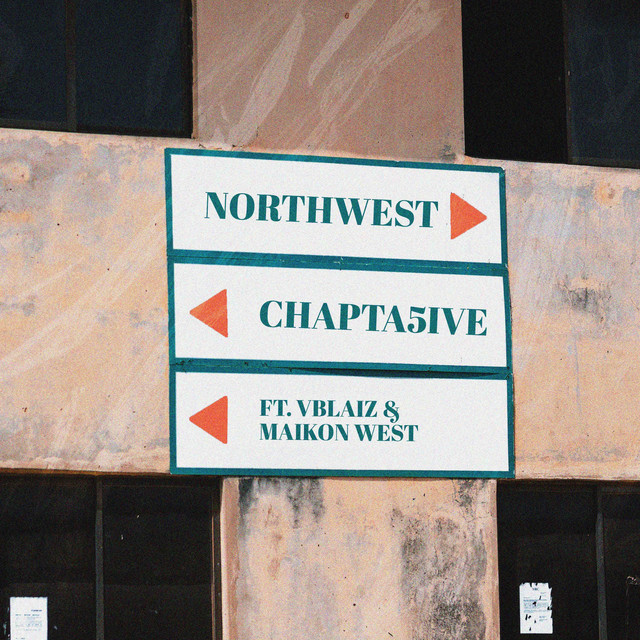 NORTHWEST
CHAPTA5IVE
FT. VBLAIZ &
MAIKON WEST